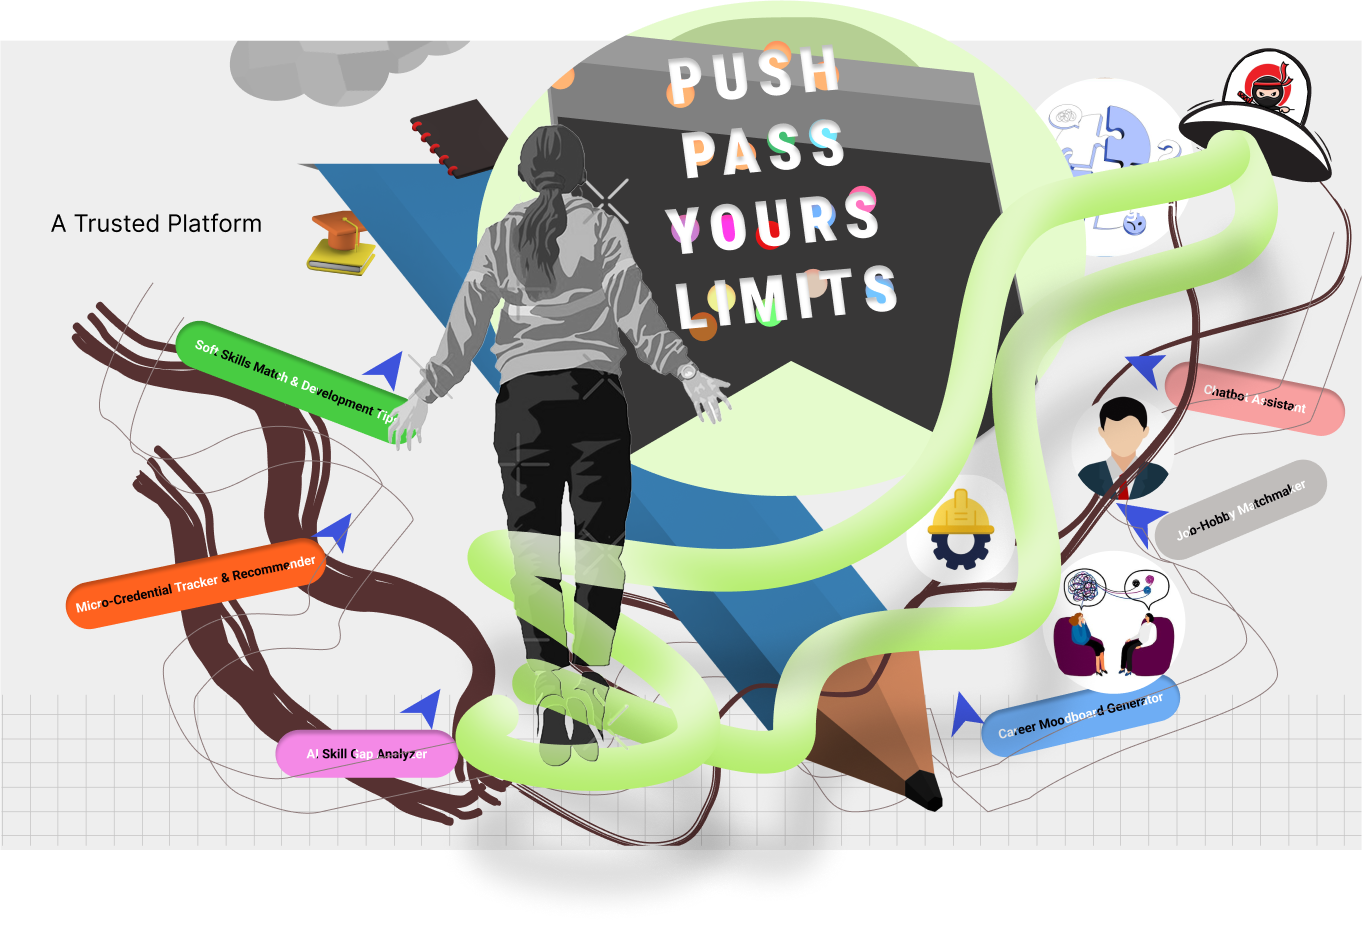 PUSH
PASS
YOURS
LIMITS
A Trusted Platform
Soft Skills Match & Development Tips
Chatbot Assistant
Job-Hobby Matchmaker
Micro-Credential Tracker & Recommender
Career Moodboard Generator
AI Skill Gap Analyzer